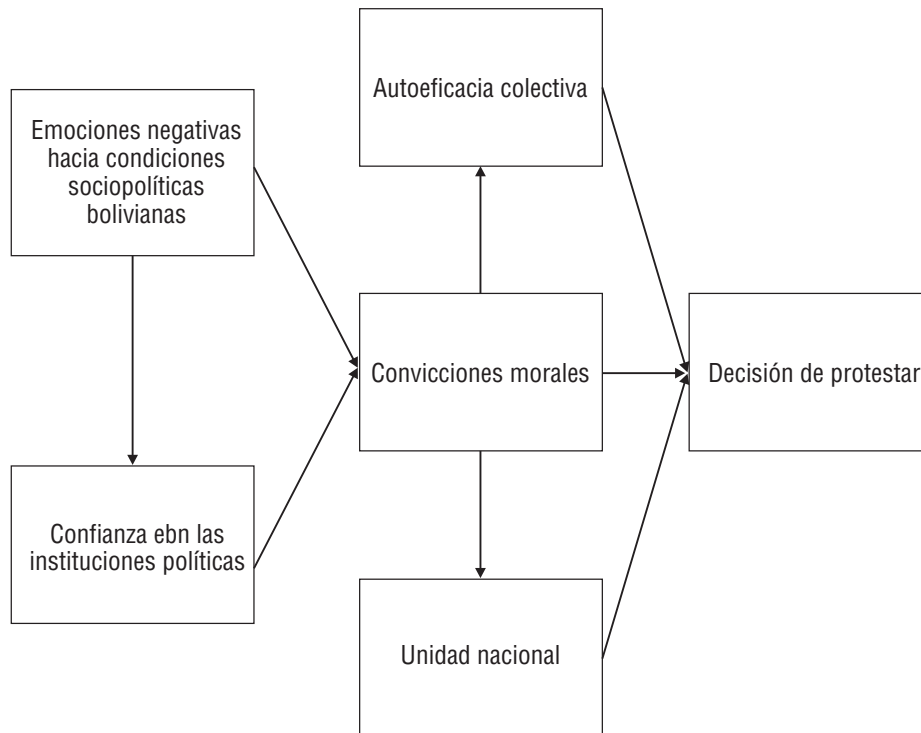 Autoeficacia colectiva
Emociones negativas
hacia condiciones
sociopolíticas
bolivianas
Convicciones morales
Decisión de protestar
Confianza ebn las
instituciones políticas
Unidad nacional